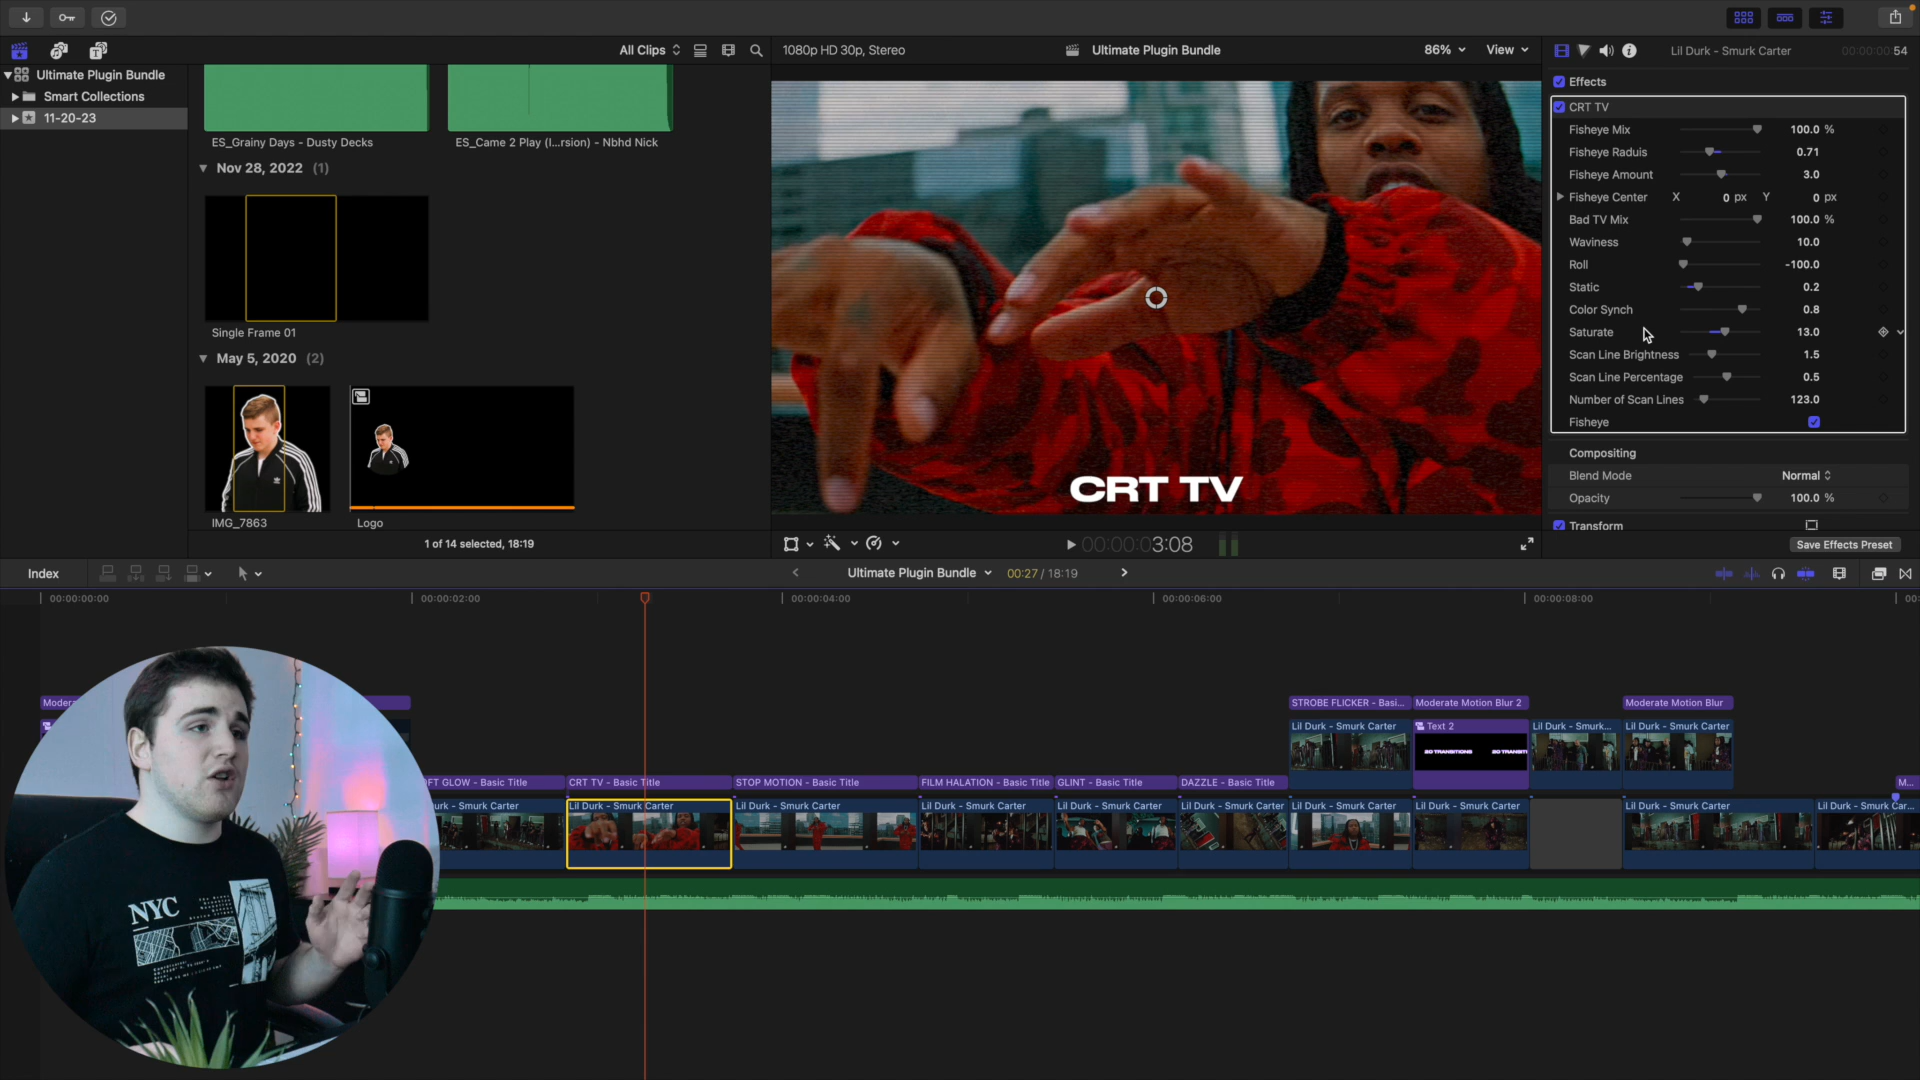 All Clips
1080p HD 30p, Stereo
Ultimate Plugin Bundle
86%
View
Lil Durk - Smurk Carter
00:00:00:54
Ultimate Plugin Bundle
Smart Collections
11-20-23
ES_Grainy Days - Dusty Decks
ES_Came 2 Play (I...rsion) - Nbhd Nick
Nov 28, 2022 (1)
Single Frame 01
May 5, 2020 (2)
IMG_7863
Logo
1 of 14 selected, 18:19
CRT TV
00:00:03:08
Effects
CRT TV
Fisheye Mix 100.0 %
Fisheye Raduis 0.71
Fisheye Amount 3.0
Fisheye Center X 0 px Y 0 px
Bad TV Mix 100.0 %
Waviness 10.0
Roll -100.0
Static 0.2
Color Synch 0.8
Saturate 13.0
Scan Line Brightness 1.5
Scan Line Percentage 0.5
Number of Scan Lines 123.0
Fisheye
Compositing
Blend Mode Normal
Opacity 100.0 %
Transform
Save Effects Preset
Index
Ultimate Plugin Bundle
00:27 / 18:19
00:00:00:00
00:00:02:00
00:00:04:00
00:00:06:00
00:00:08:00
00:
STROBE FLICKER - Basi...
Moderate Motion Blur 2
Moderate Motion Blur
Lil Durk - Smurk Carter
Text 2
Lil Durk - Smurk...
Lil Durk - Smurk Carter
2D TRANSITIONS
2D TRANSITI
OFT GLOW - Basic Title
CRT TV - Basic Title
STOP MOTION - Basic Title
FILM HALATION - Basic Title
GLINT - Basic Title
DAZZLE - Basic Title
M...
urk - Smurk Carter
Lil Durk - Smurk Carter
Lil Durk - Smurk Carter
Lil Durk - Smurk Carter
Lil Durk - Smurk Carter
Lil Durk - Smurk Carter
Lil Durk - Smurk Carter
Lil Durk - Smurk Carter
Lil Durk - Smurk Carter
Lil Durk - Smurk Car...
Moder
NYC